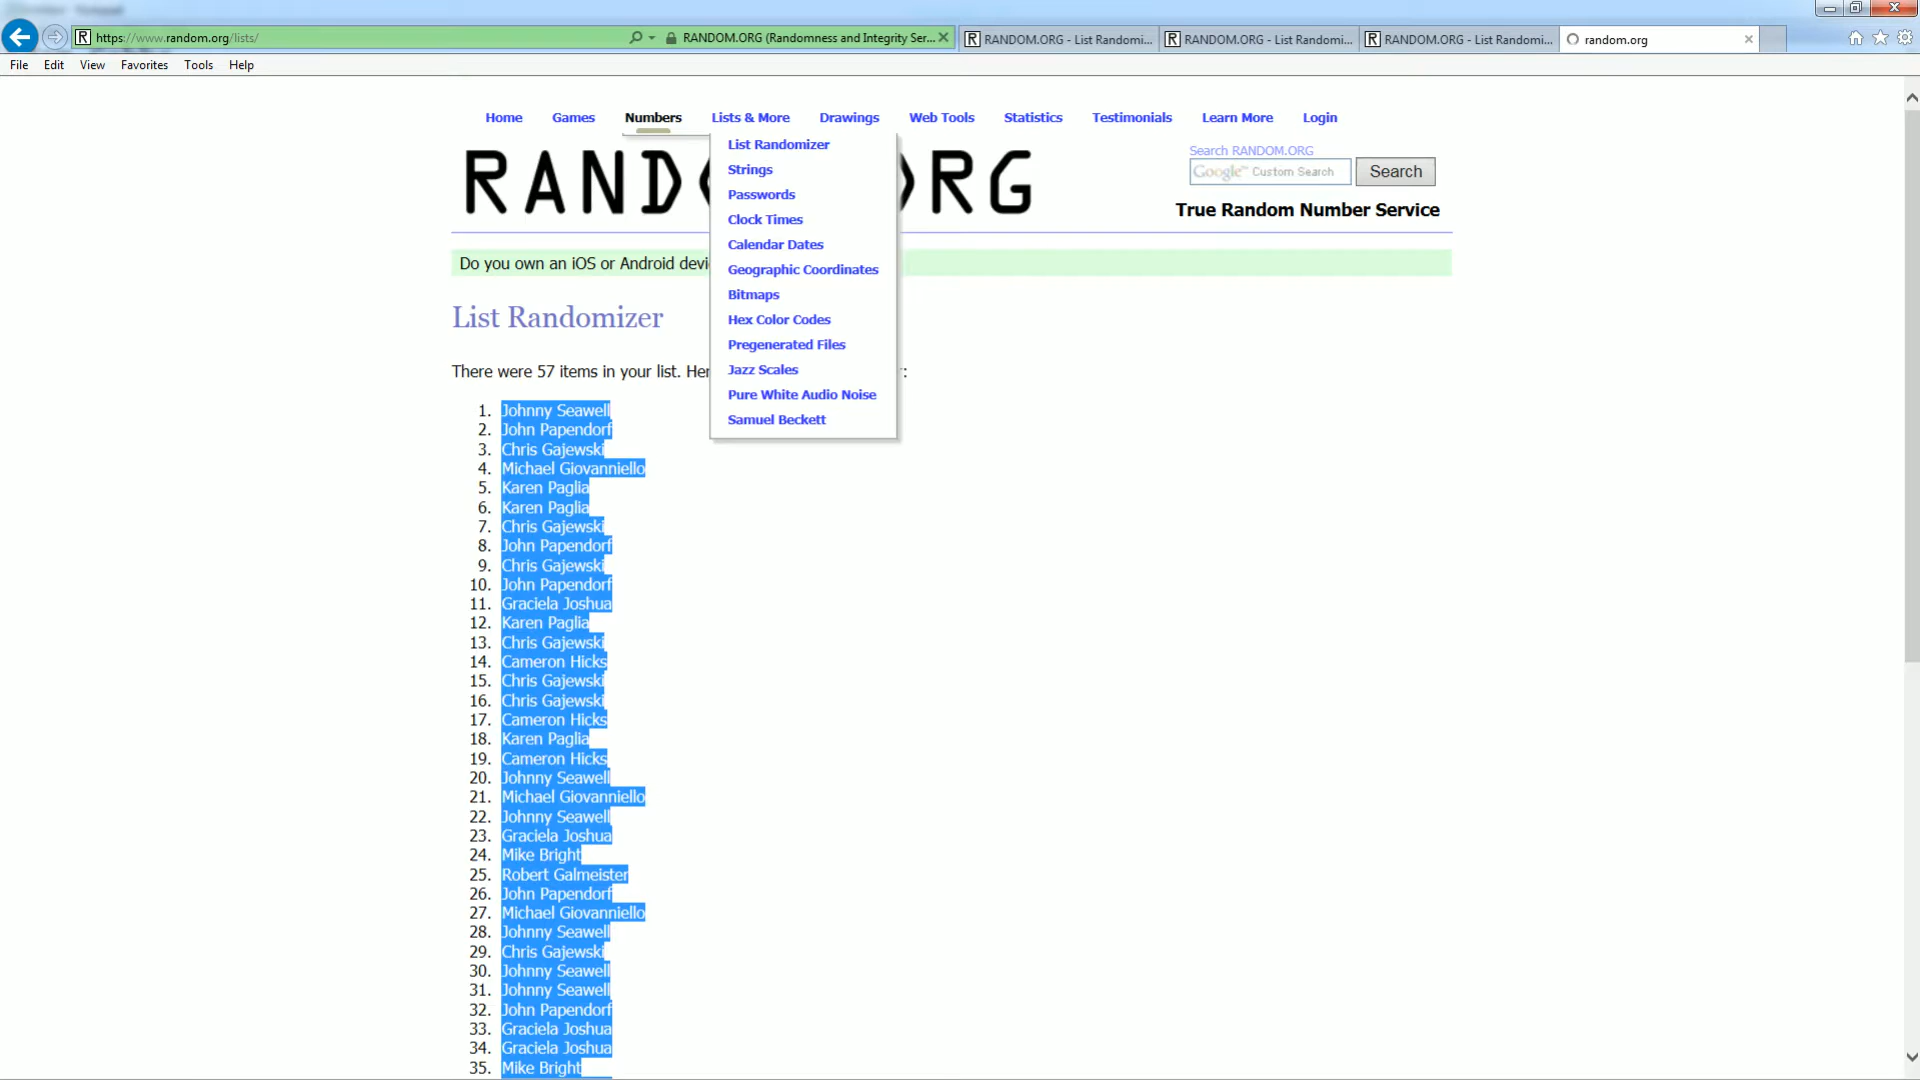 https://www.random.org/lists/
RANDOM.ORG (Randomness and Integrity Ser...
RANDOM.ORG - List Randomi...
RANDOM.ORG - List Randomi...
RANDOM.ORG - List Randomi...
random.org
File Edit View Favorites Tools Help
Home Games Numbers Lists & More Drawings Web Tools Statistics Testimonials Learn More Login
List Randomizer
Strings
Passwords
Clock Times
Calendar Dates
Geographic Coordinates
Bitmaps
Hex Color Codes
Pregenerated Files
Jazz Scales
Pure White Audio Noise
Samuel Beckett
RAND RG
Search RANDOM.ORG
Google™ Custom Search Search
True Random Number Service
Do you own an iOS or Android devi
List Randomizer
There were 57 items in your list. Her :
1. Johnny Seawell
2. John Papendorf
3. Chris Gajewski
4. Michael Giovanniello
5. Karen Paglia
6. Karen Paglia
7. Chris Gajewski
8. John Papendorf
9. Chris Gajewski
10. John Papendorf
11. Graciela Joshua
12. Karen Paglia
13. Chris Gajewski
14. Cameron Hicks
15. Chris Gajewski
16. Chris Gajewski
17. Cameron Hicks
18. Karen Paglia
19. Cameron Hicks
20. Johnny Seawell
21. Michael Giovanniello
22. Johnny Seawell
23. Graciela Joshua
24. Mike Bright
25. Robert Galmeister
26. John Papendorf
27. Michael Giovanniello
28. Johnny Seawell
29. Chris Gajewski
30. Johnny Seawell
31. Johnny Seawell
32. John Papendorf
33. Graciela Joshua
34. Graciela Joshua
35. Mike Bright